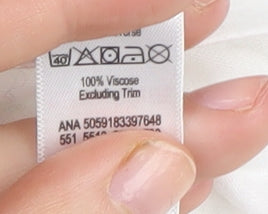 40
100% Viscose
Excluding Trim
ANA 5059183397648
551